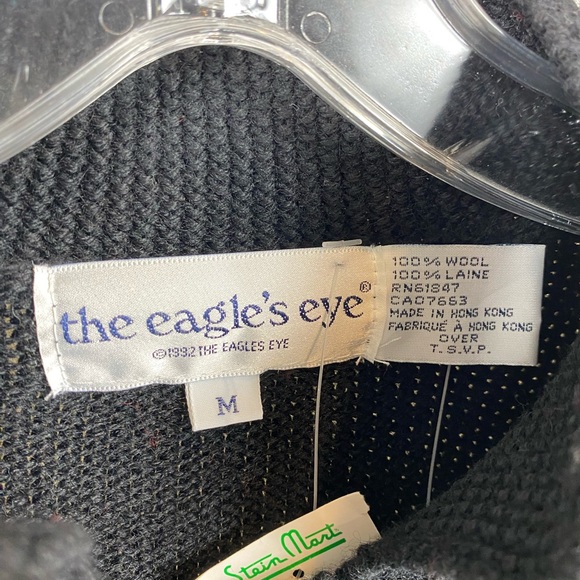 the eagle's eye®
©1992 THE EAGLES EYE
M
100% WOOL
100% LAINE
RN61847
CA07663
MADE IN HONG KONG
FABRIQUÉ À HONG KONG
OVER
T.S.V.P.
Stein Mart